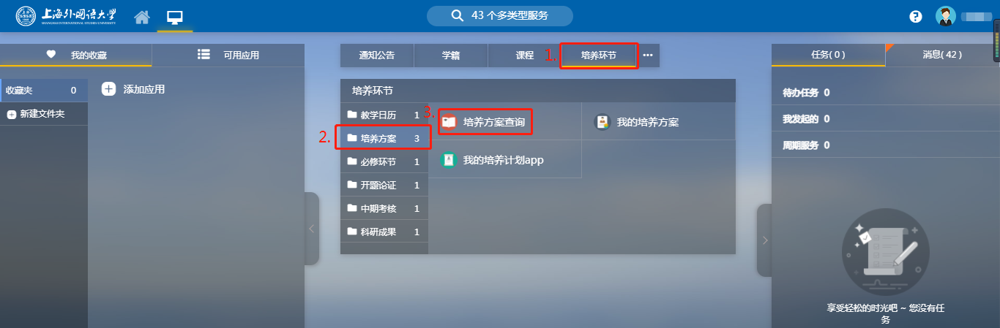 上海外国语大学
SHANGHAI INTERNATIONAL STUDIES UNIVERSITY
43 个多类型服务
?
我的收藏
可用应用
收藏夹 0
新建文件夹
添加应用
通知公告
学籍
课程
1.
培养环节
•••
培养环节
教学日历 1
2.
培养方案 3
必修环节 1
开题论证 1
中期考核 1
科研成果 1
3.
培养方案查询
我的培养方案
我的培养计划app
任务( 0 )
消息( 42 )
待办任务 0
我发起的 0
周期服务 0
享受轻松的时光吧 ~ 您没有任
务